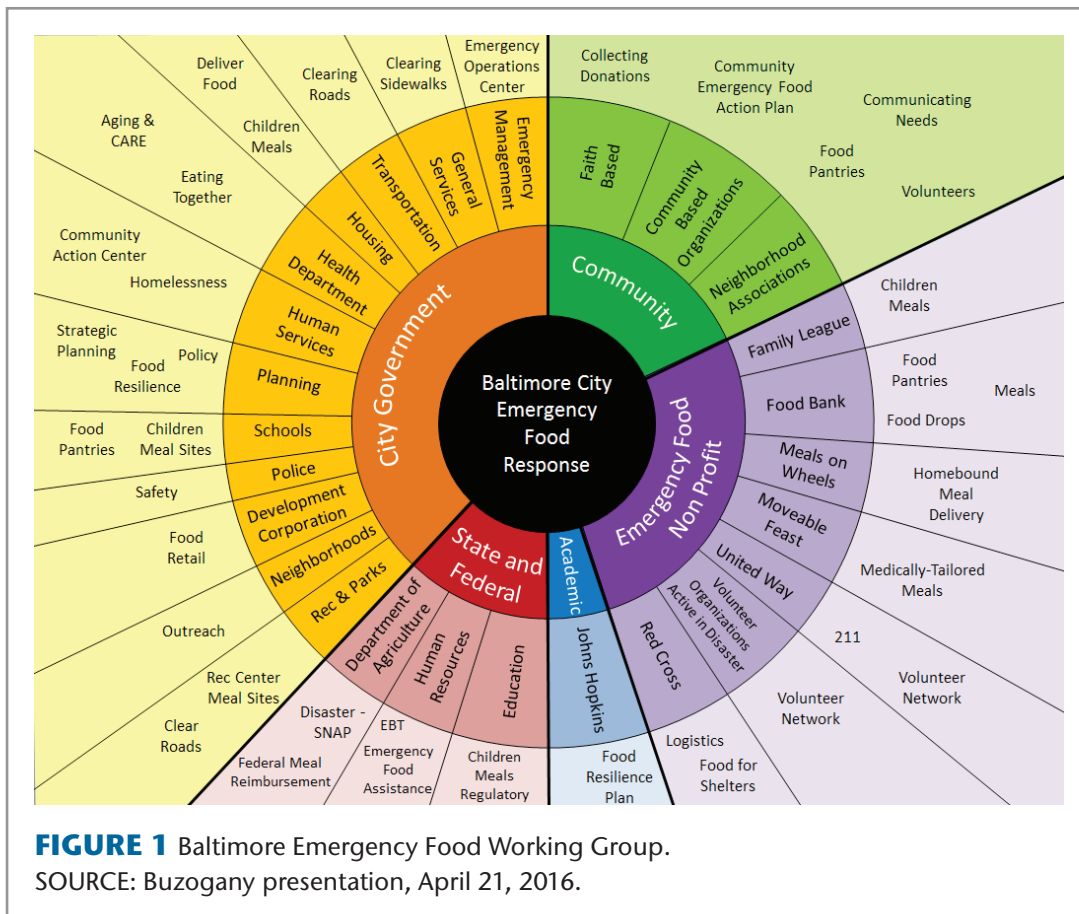 Baltimore City
Emergency
Food
Response
City Government
Emergency
Management
Emergency
Operations
Center
General
Services
Clearing
Sidewalks
Transportation
Clearing
Roads
Housing
Children
Meals
Deliver
Food
Health
Department
Aging &
CARE
Eating
Together
Human
Services
Community
Action Center
Homelessness
Planning
Strategic
Planning
Food
Resilience
Policy
Schools
Food
Pantries
Children
Meal Sites
Police
Safety
Development
Corporation
Food
Retail
Neighborhoods
Outreach
Rec & Parks
Rec Center
Meal Sites
Clear
Roads
Community
Faith
Based
Community
Based
Organizations
Neighborhood
Associations
Collecting
Donations
Community
Emergency Food
Action Plan
Communicating
Needs
Food
Pantries
Volunteers
Emergency Food
Non Profit
Family League
Children
Meals
Food Bank
Food
Pantries
Meals
Food Drops
Meals on
Wheels
Homebound
Meal
Delivery
Moveable
Feast
Medically-Tailored
Meals
United Way
211
Volunteer
Organizations
Active in Disaster
Volunteer
Network
Volunteer
Network
Red Cross
Logistics
Food for
Shelters
Academic
Johns Hopkins
Food
Resilience
Plan
State and
Federal
Department of
Agriculture
Disaster -
SNAP
Federal Meal
Reimbursement
Human
Resources
EBT
Emergency
Food
Assistance
Education
Children
Meals
Regulatory
FIGURE 1 Baltimore Emergency Food Working Group.
SOURCE: Buzogany presentation, April 21, 2016.